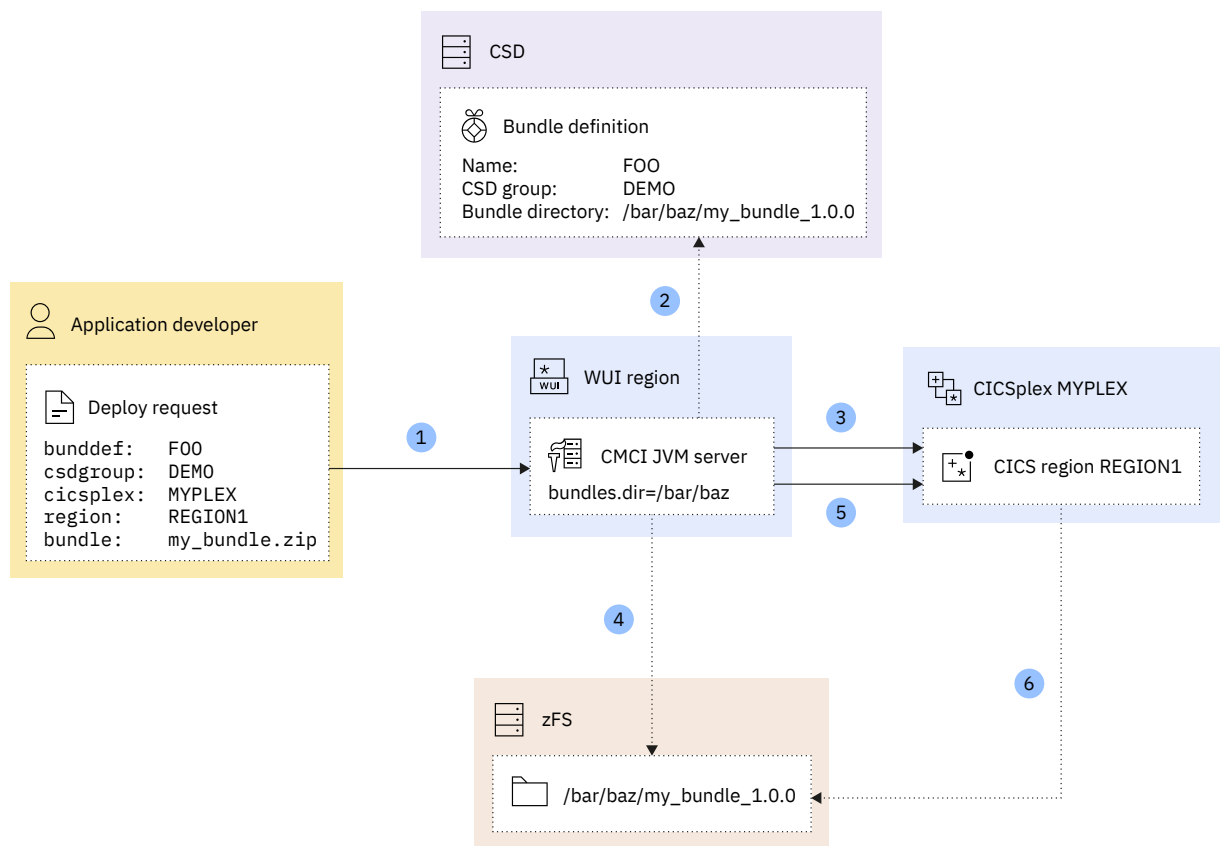 CSD
Bundle definition
Name: FOO
CSD group: DEMO
Bundle directory: /bar/baz/my_bundle_1.0.0
2
Application developer
Deploy request
bunddef: FOO
csdgroup: DEMO
cicsplex: MYPLEX
region: REGION1
bundle: my_bundle.zip
1
* WUI
WUI region
CMCI JVM server
bundles.dir=/bar/baz
3
5
CICSplex MYPLEX
CICS region REGION1
4
6
zFS
/bar/baz/my_bundle_1.0.0